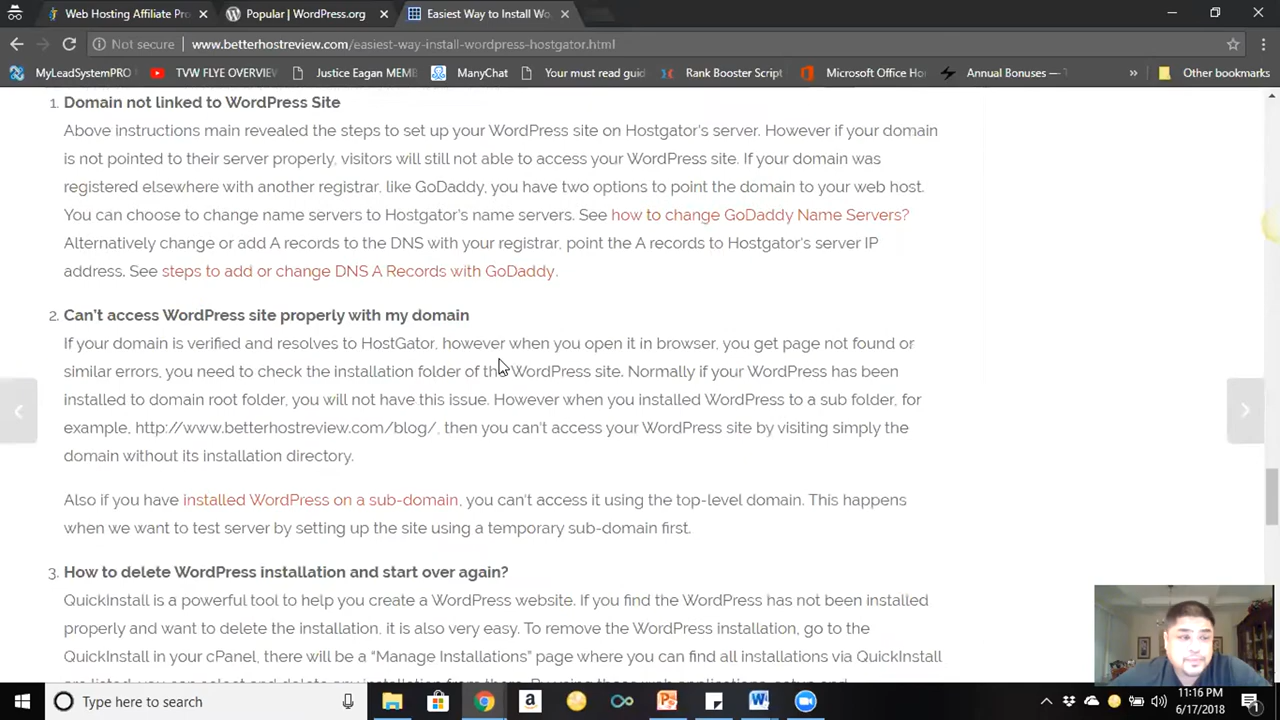 Web Hosting Affiliate Pro
Popular | WordPress.org
Easiest Way to Install Wo
Not secure
www.betterhostreview.com/easiest-way-install-wordpress-hostgator.html
MyLeadSystemPRO
TVW FLYE OVERVIEW
Justice Eagan MEMB
ManyChat
Your must read guid
Rank Booster Script
Microsoft Office Ho
Annual Bonuses — T
»
Other bookmarks
1. Domain not linked to WordPress Site
Above instructions main revealed the steps to set up your WordPress site on Hostgator's server. However if your domain
is not pointed to their server properly, visitors will still not able to access your WordPress site. If your domain was
registered elsewhere with another registrar, like GoDaddy, you have two options to point the domain to your web host.
You can choose to change name servers to Hostgator's name servers. See how to change GoDaddy Name Servers?
Alternatively change or add A records to the DNS with your registrar, point the A records to Hostgator's server IP
address. See steps to add or change DNS A Records with GoDaddy.
2. Can't access WordPress site properly with my domain
If your domain is verified and resolves to HostGator, however when you open it in browser, you get page not found or
similar errors, you need to check the installation folder of the WordPress site. Normally if your WordPress has been
installed to domain root folder, you will not have this issue. However when you installed WordPress to a sub folder, for
example, http://www.betterhostreview.com/blog/, then you can't access your WordPress site by visiting simply the
domain without its installation directory.
Also if you have installed WordPress on a sub-domain, you can't access it using the top-level domain. This happens
when we want to test server by setting up the site using a temporary sub-domain first.
3. How to delete WordPress installation and start over again?
QuickInstall is a powerful tool to help you create a WordPress website. If you find the WordPress has not been installed
properly and want to delete the installation, it is also very easy. To remove the WordPress installation, go to the
QuickInstall in your cPanel, there will be a “Manage Installations” page where you can find all installations via QuickInstall
Type here to search
11:16 PM
6/17/2018